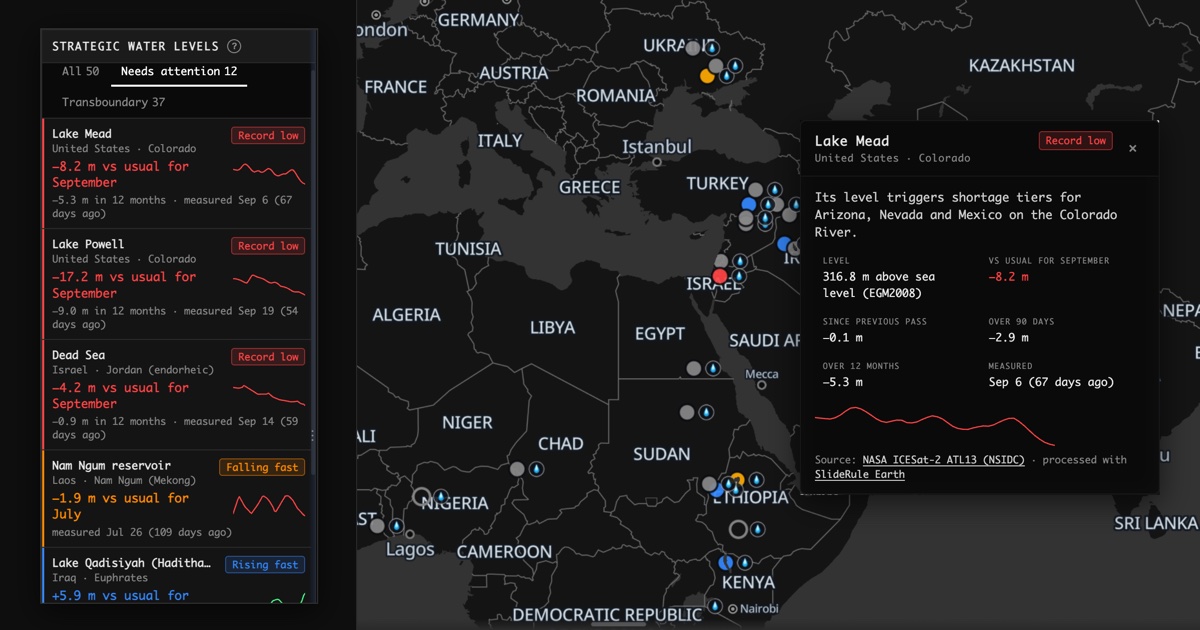 STRATEGIC WATER LEVELS ?
All 50
Needs attention 12
Transboundary 37
Lake Mead
Record low
United States · Colorado
−8.2 m vs usual for
September
−5.3 m in 12 months · measured Sep 6 (67
days ago)
Lake Powell
Record low
United States · Colorado
−17.2 m vs usual for
September
−9.0 m in 12 months · measured Sep 19 (54
days ago)
Dead Sea
Record low
Israel · Jordan (endorheic)
−4.2 m vs usual for
September
−0.9 m in 12 months · measured Sep 14 (59
days ago)
Nam Ngum reservoir
Falling fast
Laos · Nam Ngum (Mekong)
−1.9 m vs usual for
July
measured Jul 26 (109 days ago)
Lake Qadisiyah (Haditha…
Rising fast
Iraq · Euphrates
+5.9 m vs usual for
ondon
GERMANY
UKRAINE
KAZAKHSTAN
FRANCE
AUSTRIA
ROMANIA
ITALY
Istanbul
GREECE
TURKEY
TUNISIA
IR
ISRAEL
ALGERIA
LIBYA
EGYPT
SAUDI AR
Mecca
NEPA
ALI
NIGER
CHAD
SUDAN
NIGERIA
ETHIOPIA
ST
Lagos
CAMEROON
KENYA
DEMOCRATIC REPUBLIC
Nairobi
SRI LANKA
Lake Mead
Record low
×
United States · Colorado
Its level triggers shortage tiers for
Arizona, Nevada and Mexico on the Colorado
River.
LEVEL
316.8 m above sea
level (EGM2008)
VS USUAL FOR SEPTEMBER
−8.2 m
SINCE PREVIOUS PASS
−0.1 m
OVER 90 DAYS
−2.9 m
OVER 12 MONTHS
−5.3 m
MEASURED
Sep 6 (67 days ago)
Source: NASA ICESat-2 ATL13 (NSIDC) · processed with
SlideRule Earth